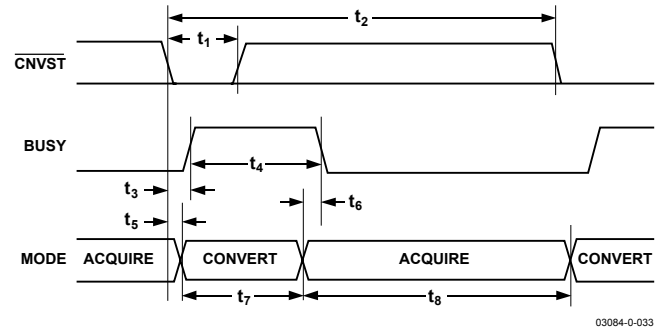 t2
t1
CNVST
BUSY
t4
t3
t6
t5
MODE ACQUIRE CONVERT ACQUIRE CONVERT
t7 t8
03084-0-033